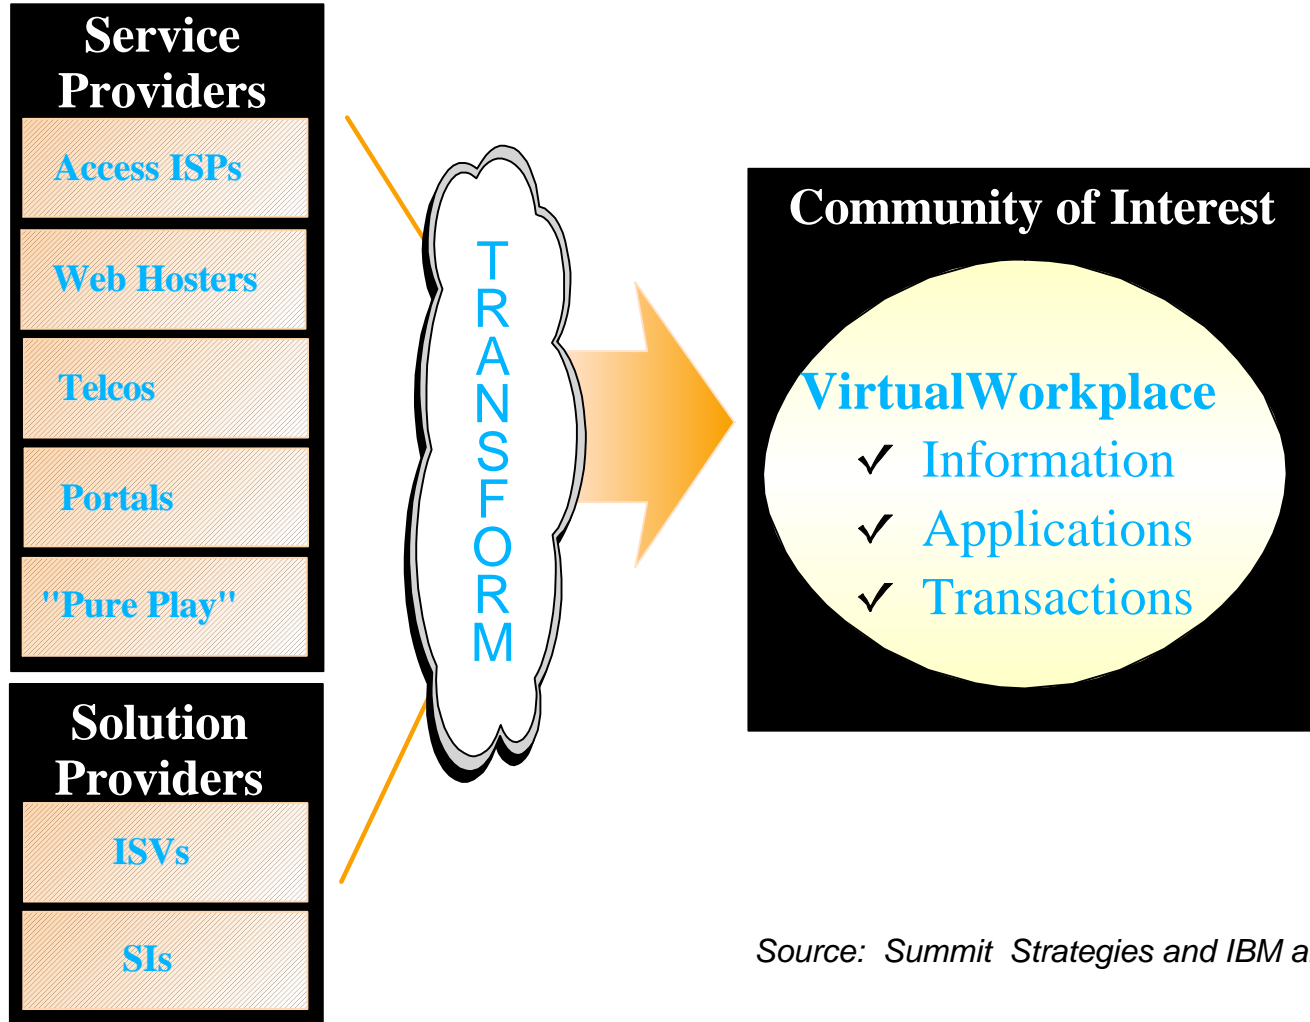 Service
Providers
Access ISPs
Web Hosters
Telcos
Portals
"Pure Play"
Solution
Providers
ISVs
SIs
TRANSFORM
Community of Interest
VirtualWorkplace
✓ Information
✓ Applications
✓ Transactions
Source: Summit Strategies and IBM